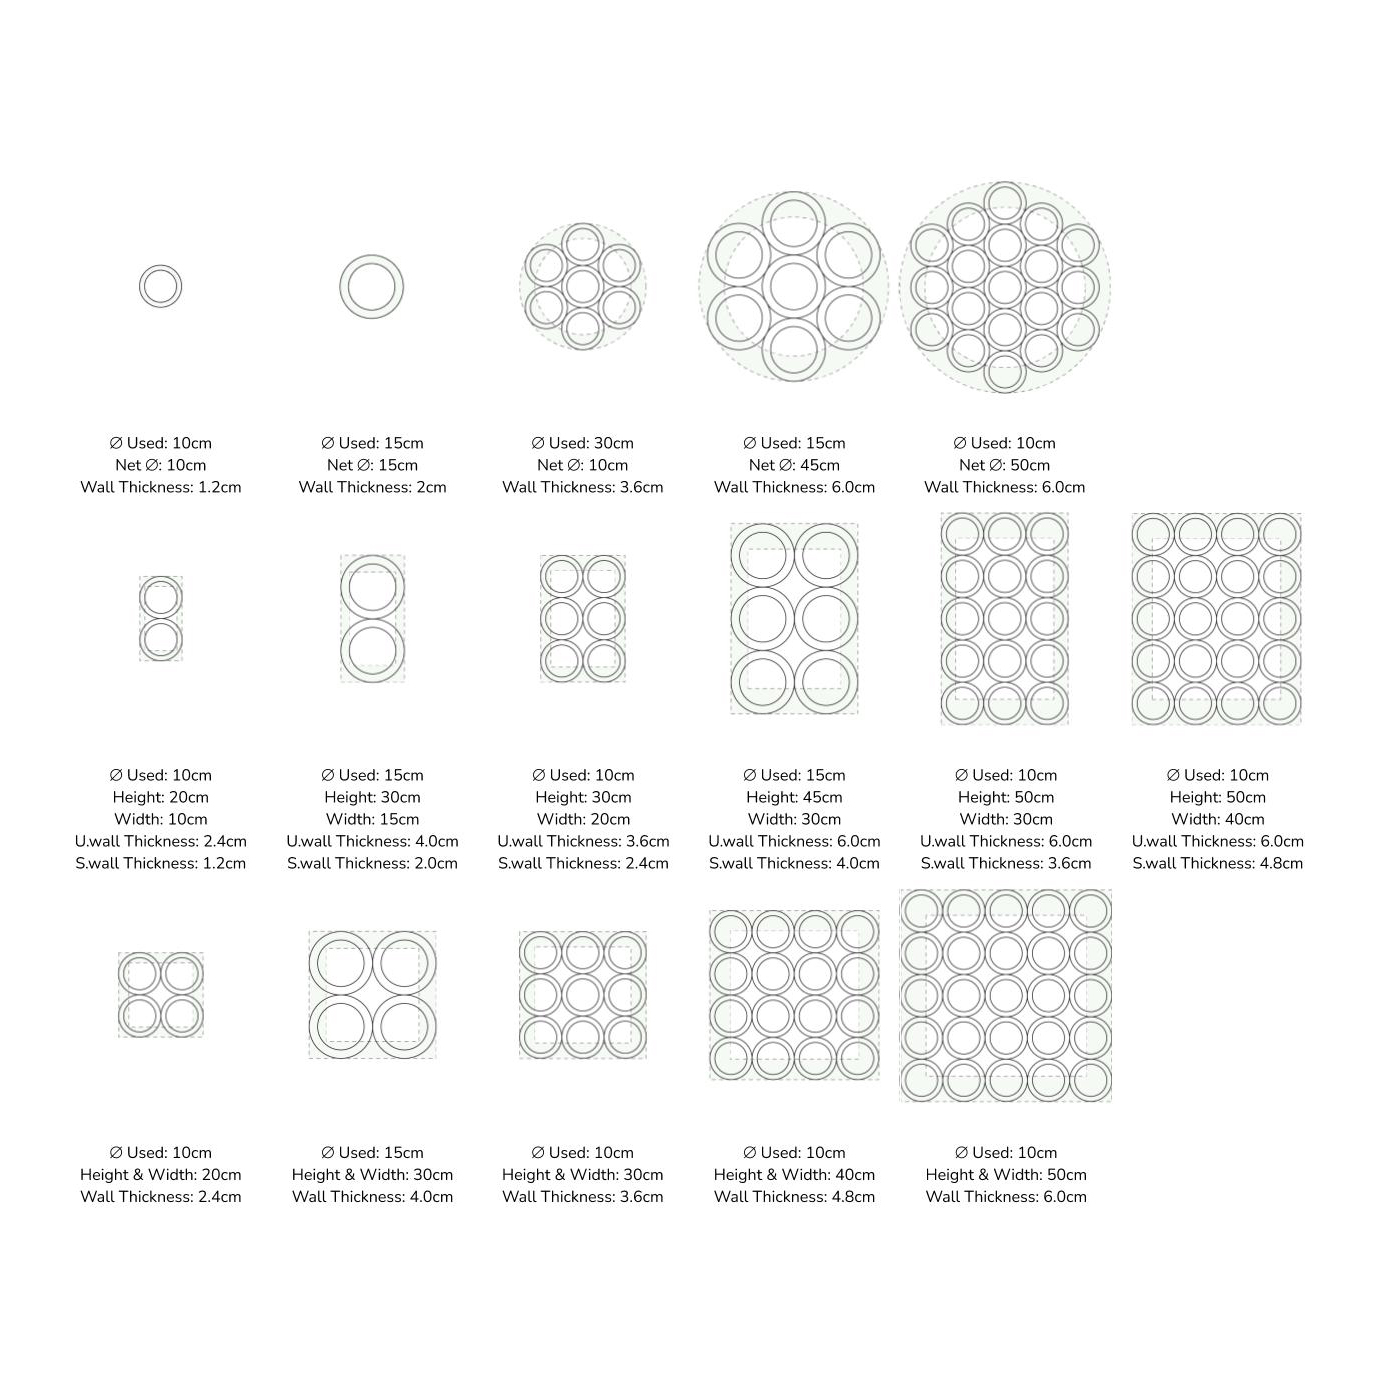 ∅ Used: 10cm
Net ∅: 10cm
Wall Thickness: 1.2cm
∅ Used: 15cm
Net ∅: 15cm
Wall Thickness: 2cm
∅ Used: 30cm
Net ∅: 10cm
Wall Thickness: 3.6cm
∅ Used: 15cm
Net ∅: 45cm
Wall Thickness: 6.0cm
∅ Used: 10cm
Net ∅: 50cm
Wall Thickness: 6.0cm
∅ Used: 10cm
Height: 20cm
Width: 10cm
U.wall Thickness: 2.4cm
S.wall Thickness: 1.2cm
∅ Used: 15cm
Height: 30cm
Width: 15cm
U.wall Thickness: 4.0cm
S.wall Thickness: 2.0cm
∅ Used: 10cm
Height: 30cm
Width: 20cm
U.wall Thickness: 3.6cm
S.wall Thickness: 2.4cm
∅ Used: 15cm
Height: 45cm
Width: 30cm
U.wall Thickness: 6.0cm
S.wall Thickness: 4.0cm
∅ Used: 10cm
Height: 50cm
Width: 30cm
U.wall Thickness: 6.0cm
S.wall Thickness: 3.6cm
∅ Used: 10cm
Height: 50cm
Width: 40cm
U.wall Thickness: 6.0cm
S.wall Thickness: 4.8cm
∅ Used: 10cm
Height & Width: 20cm
Wall Thickness: 2.4cm
∅ Used: 15cm
Height & Width: 30cm
Wall Thickness: 4.0cm
∅ Used: 10cm
Height & Width: 30cm
Wall Thickness: 3.6cm
∅ Used: 10cm
Height & Width: 40cm
Wall Thickness: 4.8cm
∅ Used: 10cm
Height & Width: 50cm
Wall Thickness: 6.0cm